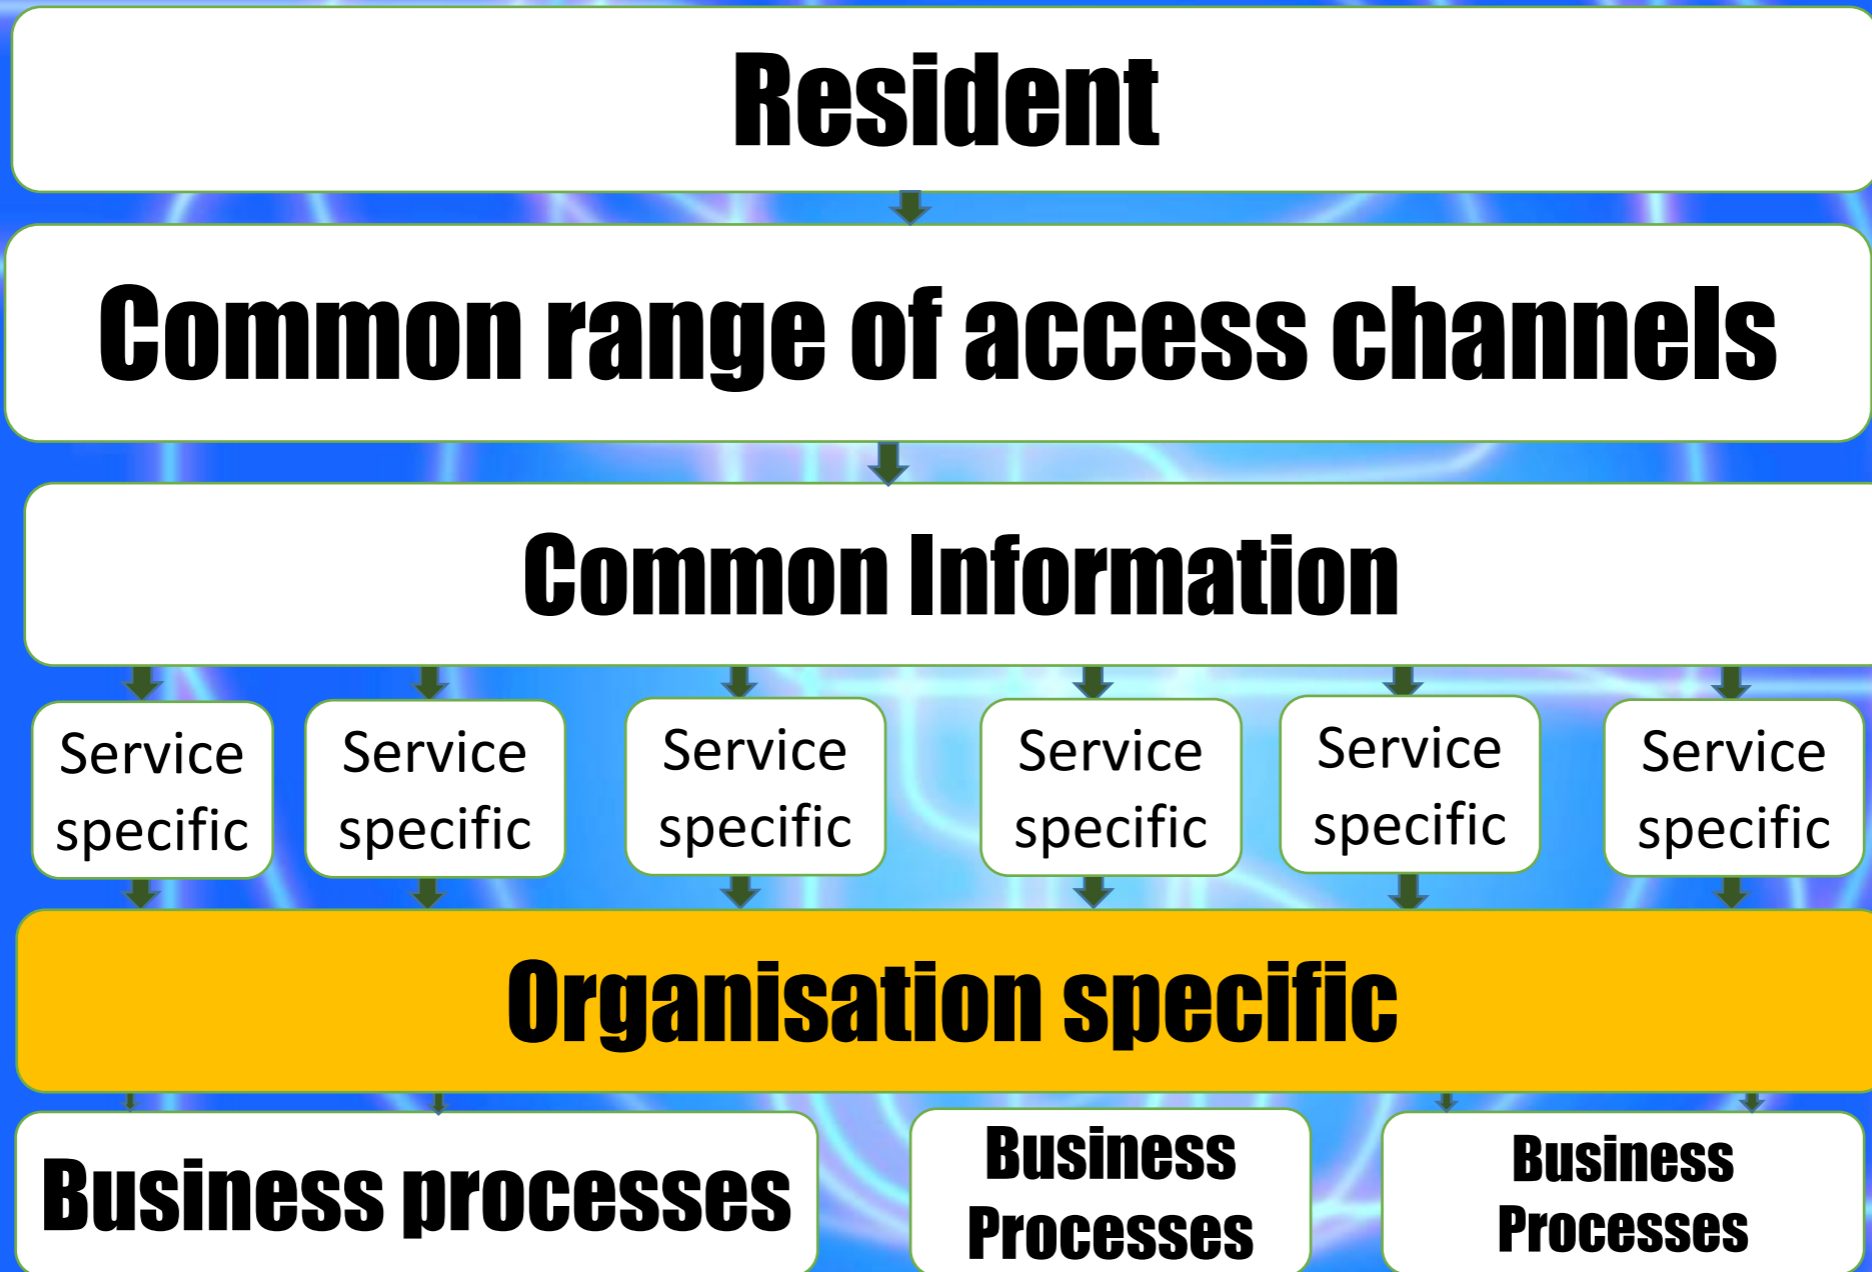 Resident
Common range of access channels
Common Information
Service
specific
Service
specific
Service
specific
Service
specific
Service
specific
Service
specific
Organisation specific
Business processes
Business
Processes
Business
Processes